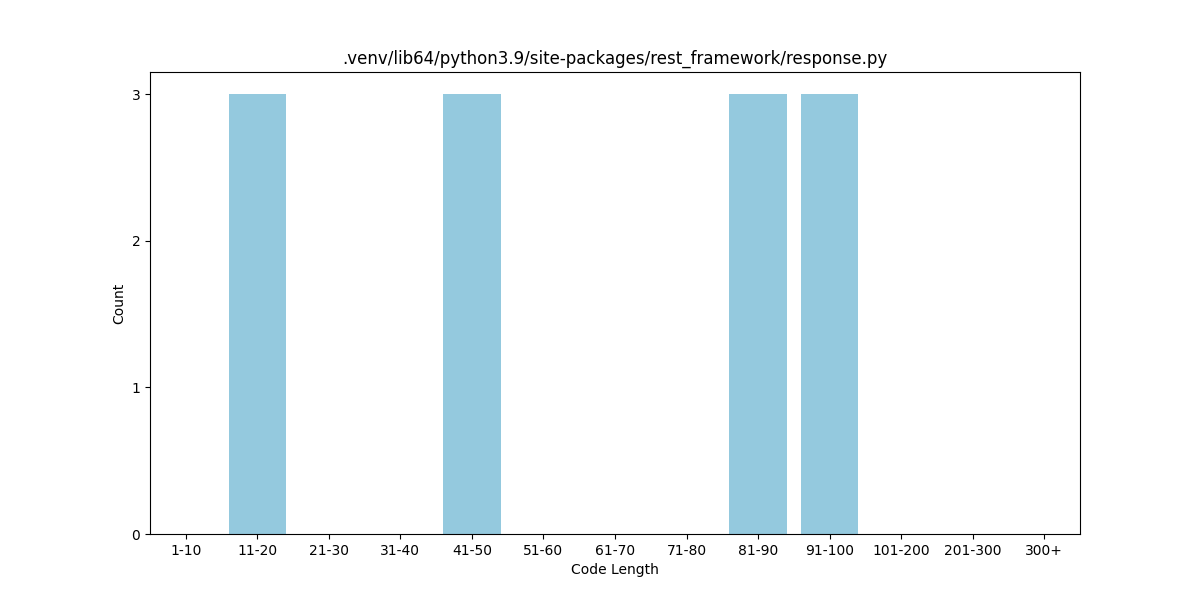 .venv/lib64/python3.9/site-packages/rest_framework/response.py
3
2
1
0
Count
1-10 11-20 21-30 31-40 41-50 51-60 61-70 71-80 81-90 91-100 101-200 201-300 300+
Code Length